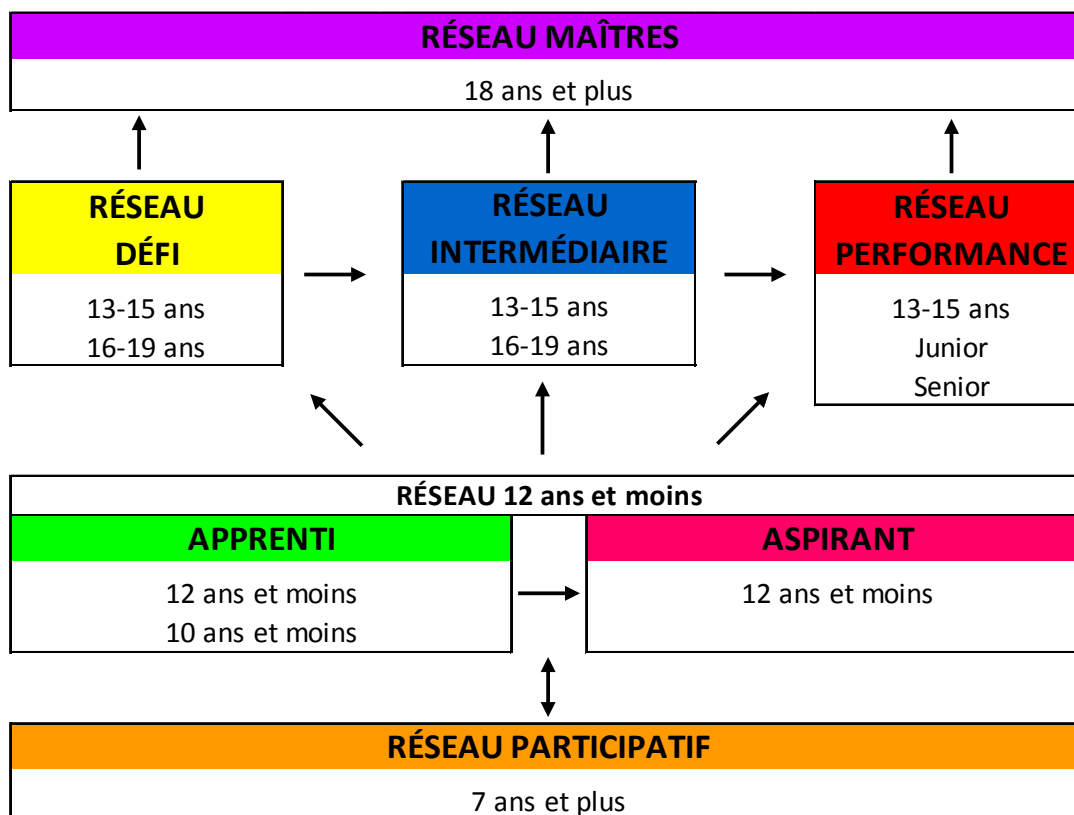 RÉSEAU MAÎTRES
18 ans et plus
RÉSEAU
DÉFI
13-15 ans
16-19 ans
RÉSEAU
INTERMÉDIAIRE
13-15 ans
16-19 ans
RÉSEAU
PERFORMANCE
13-15 ans
Junior
Senior
RÉSEAU 12 ans et moins
APPRENTI
12 ans et moins
10 ans et moins
ASPIRANT
12 ans et moins
RÉSEAU PARTICIPATIF
7 ans et plus